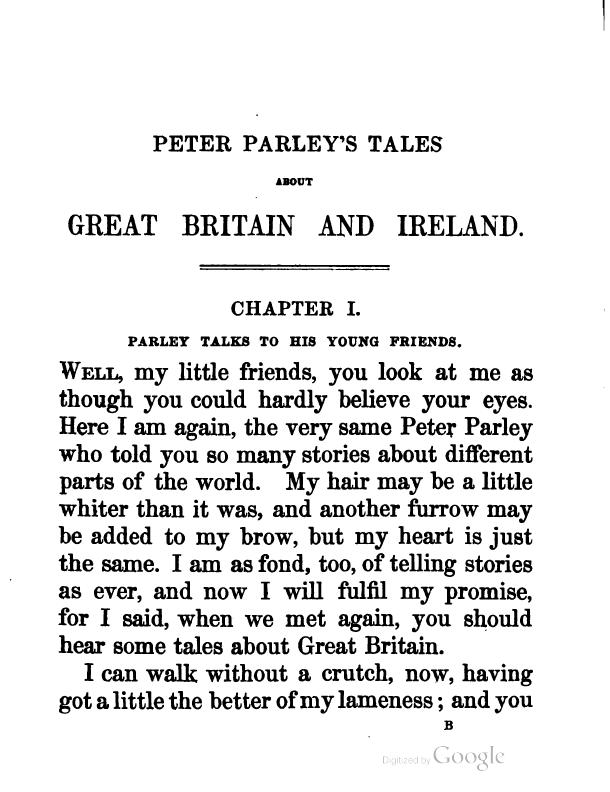 PETER PARLEY'S TALES
ABOUT
GREAT BRITAIN AND IRELAND.
CHAPTER I.
PARLEY TALKS TO HIS YOUNG FRIENDS.
WELL, my little friends, you look at me as
though you could hardly believe your eyes.
Here I am again, the very same Peter Parley
who told you so many stories about different
parts of the world. My hair may be a little
whiter than it was, and another furrow may
be added to my brow, but my heart is just
the same. I am as fond, too, of telling stories
as ever, and now I will fulfil my promise,
for I said, when we met again, you should
hear some tales about Great Britain.
I can walk without a crutch, now, having
got a little the better of my lameness; and you
B
Digitized by Google